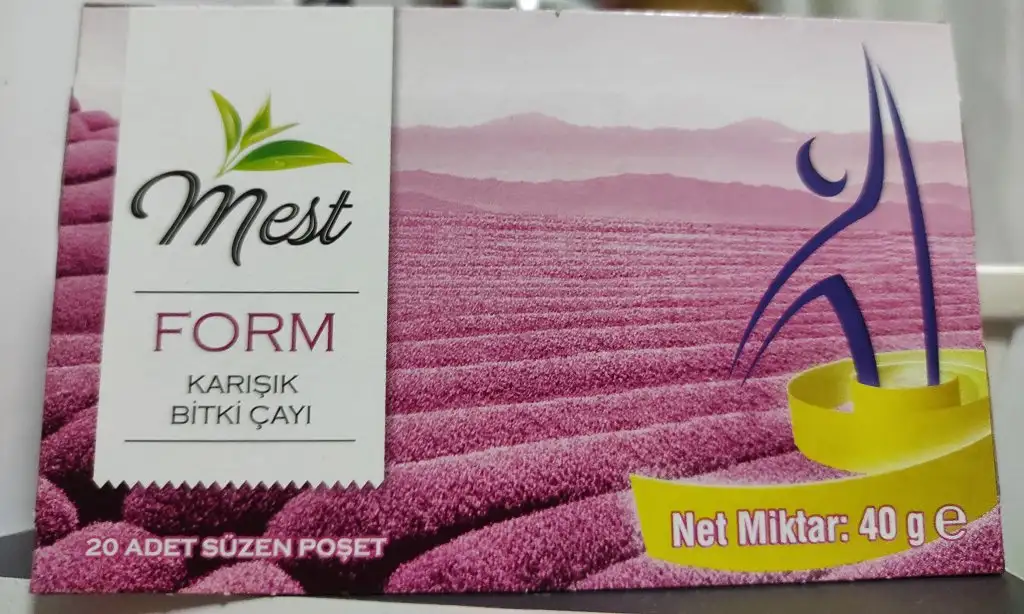 Mest
FORM
KARIŞIK
BİTKİ ÇAYI
20 ADET SÜZEN POŞET
Net Miktar: 40 g ℮